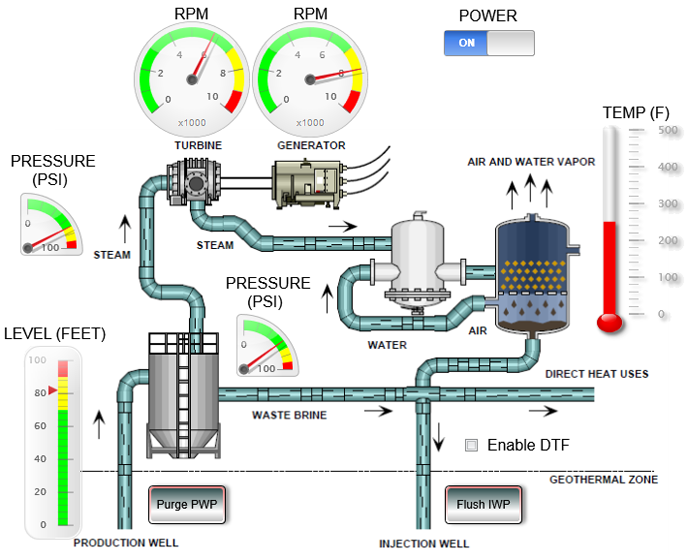 RPM
RPM
POWER
ON
2
4
6
8
0
10
x1000
2
4
6
8
0
10
x1000
TURBINE
GENERATOR
TEMP (F)
500
400
300
200
100
0
PRESSURE
(PSI)
0
100
AIR AND WATER VAPOR
STEAM
STEAM
PRESSURE
(PSI)
0
100
WATER
AIR
LEVEL (FEET)
100
80
60
40
20
0
DIRECT HEAT USES
WASTE BRINE
Enable DTF
GEOTHERMAL ZONE
Purge PWP
Flush IWP
PRODUCTION WELL
INJECTION WELL